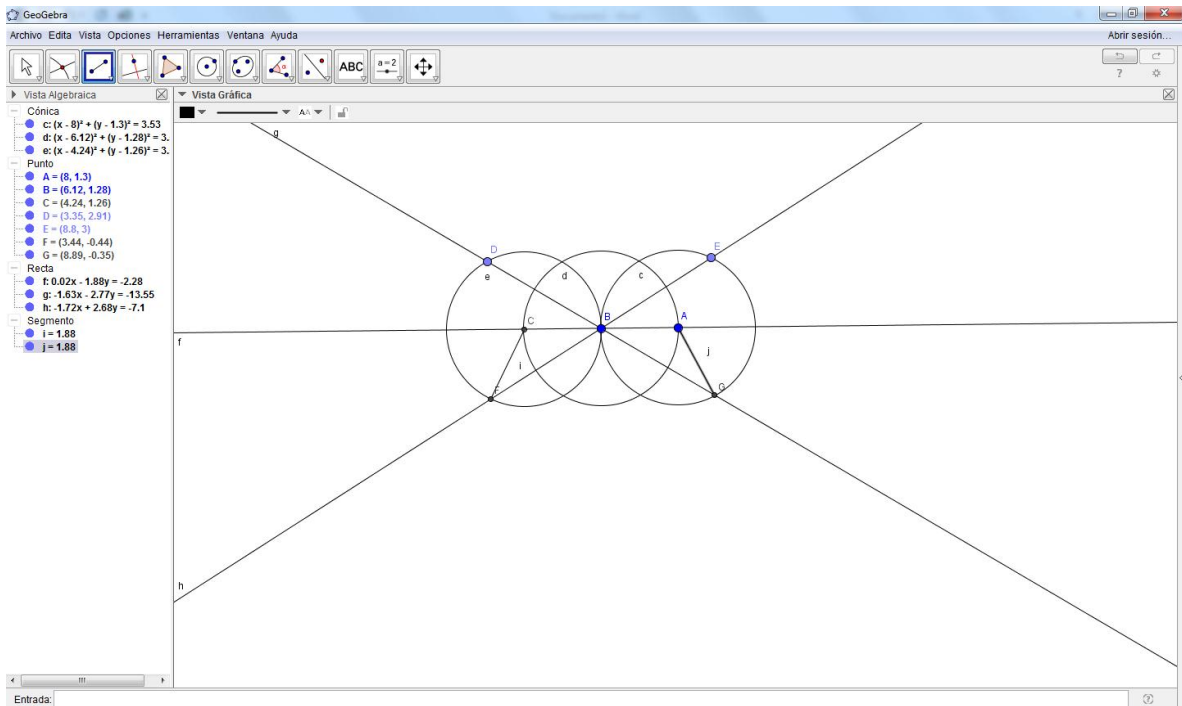 GeoGebra
Archivo Edita Vista Opciones Herramientas Ventana Ayuda
Abrir sesión...
ABC
a = 2
?
Vista Algebraica
Vista Gráfica
AA
Cónica
c: (x - 8)² + (y - 1.3)² = 3.53
d: (x - 6.12)² + (y - 1.28)² = 3.
e: (x - 4.24)² + (y - 1.26)² = 3.
Punto
A = (8, 1.3)
B = (6.12, 1.28)
C = (4.24, 1.26)
D = (3.35, 2.91)
E = (8.8, 3)
F = (3.44, -0.44)
G = (8.89, -0.35)
Recta
f: 0.02x - 1.88y = -2.28
g: -1.63x - 2.77y = -13.55
h: -1.72x + 2.68y = -7.1
Segmento
i = 1.88
j = 1.88
g
D
E
e
d
c
C
B
A
f
i
j
F
G
h
Entrada:
?